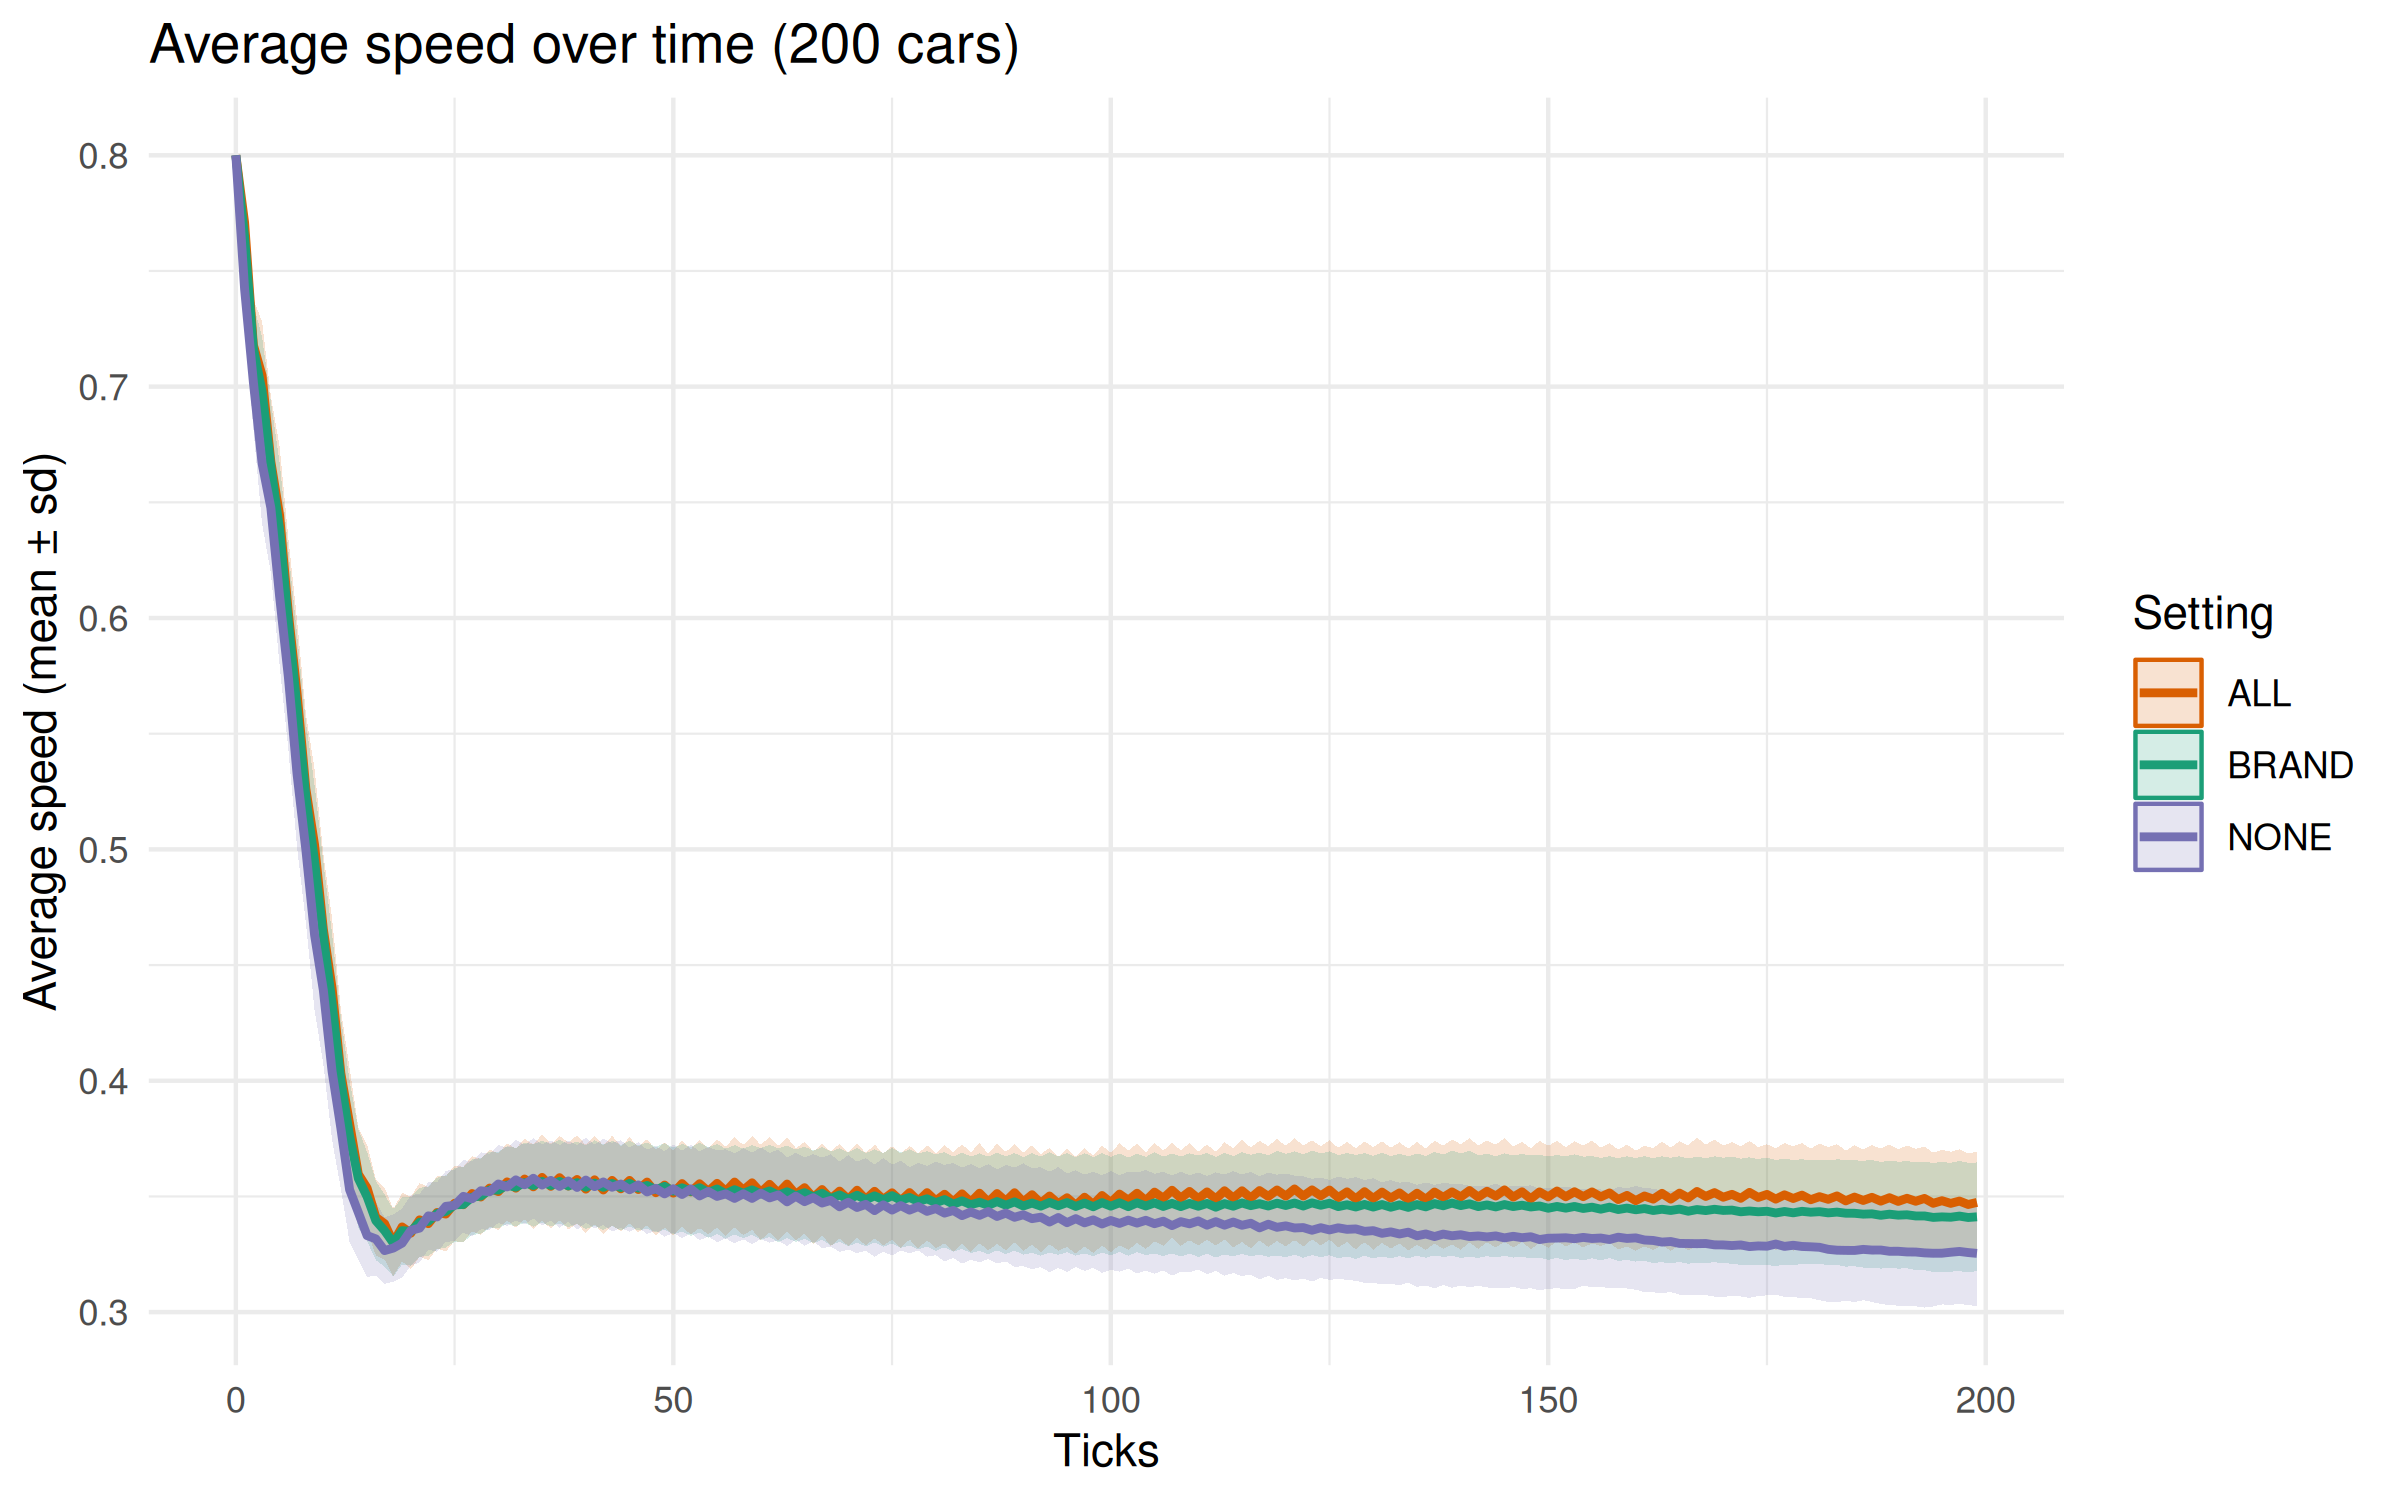 Average speed over time (200 cars)
Average speed (mean ± sd)
0.8
0.7
0.6
0.5
0.4
0.3
0
50
100
150
200
Ticks
Setting
ALL
BRAND
NONE